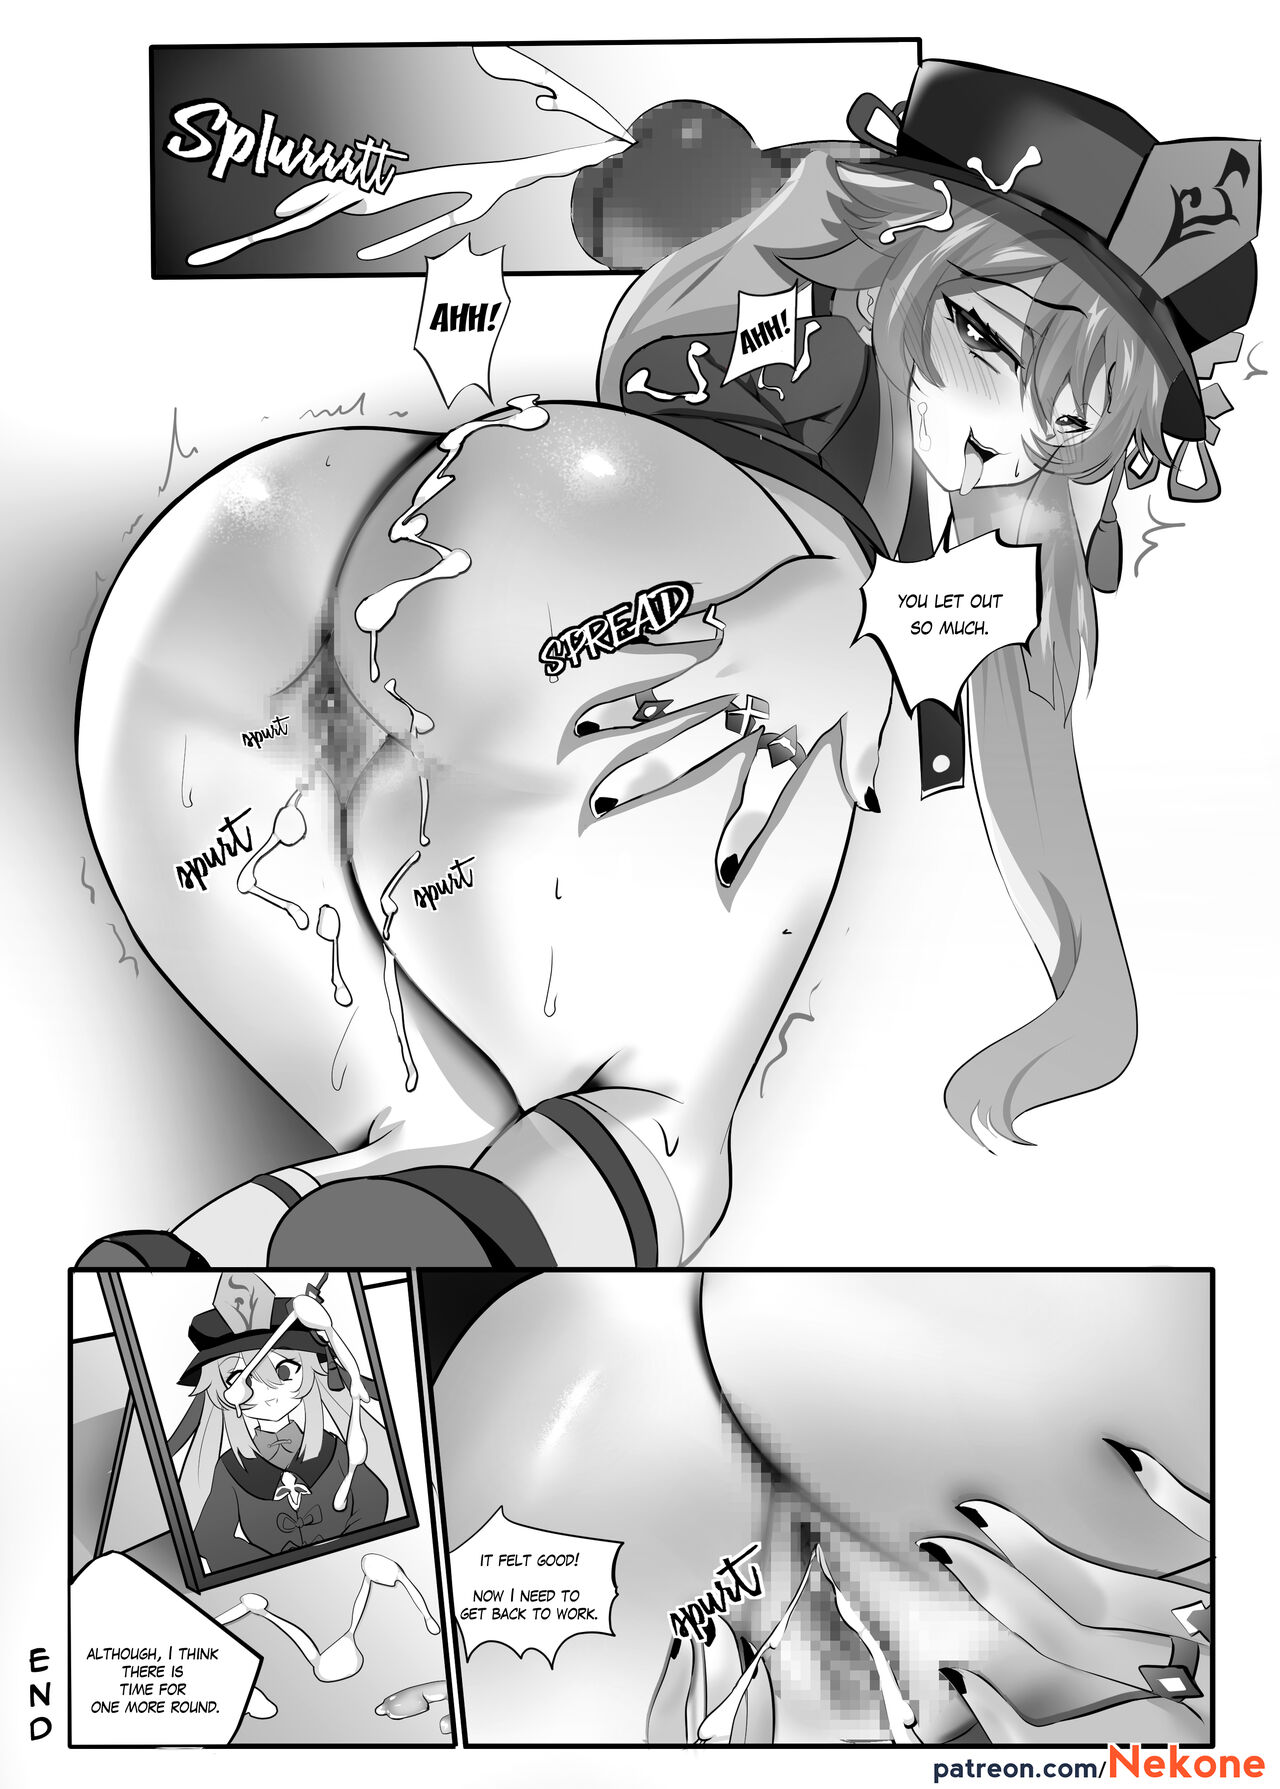 Splurrrtt
AHH!
AHH!
YOU LET OUT
SO MUCH.
SPREAD
spurt
spurt
spurt
IT FELT GOOD!
NOW I NEED TO
GET BACK TO WORK.
spurt
ALTHOUGH, I THINK
THERE IS
TIME FOR
ONE MORE ROUND.
END
patreon.com/Nekone